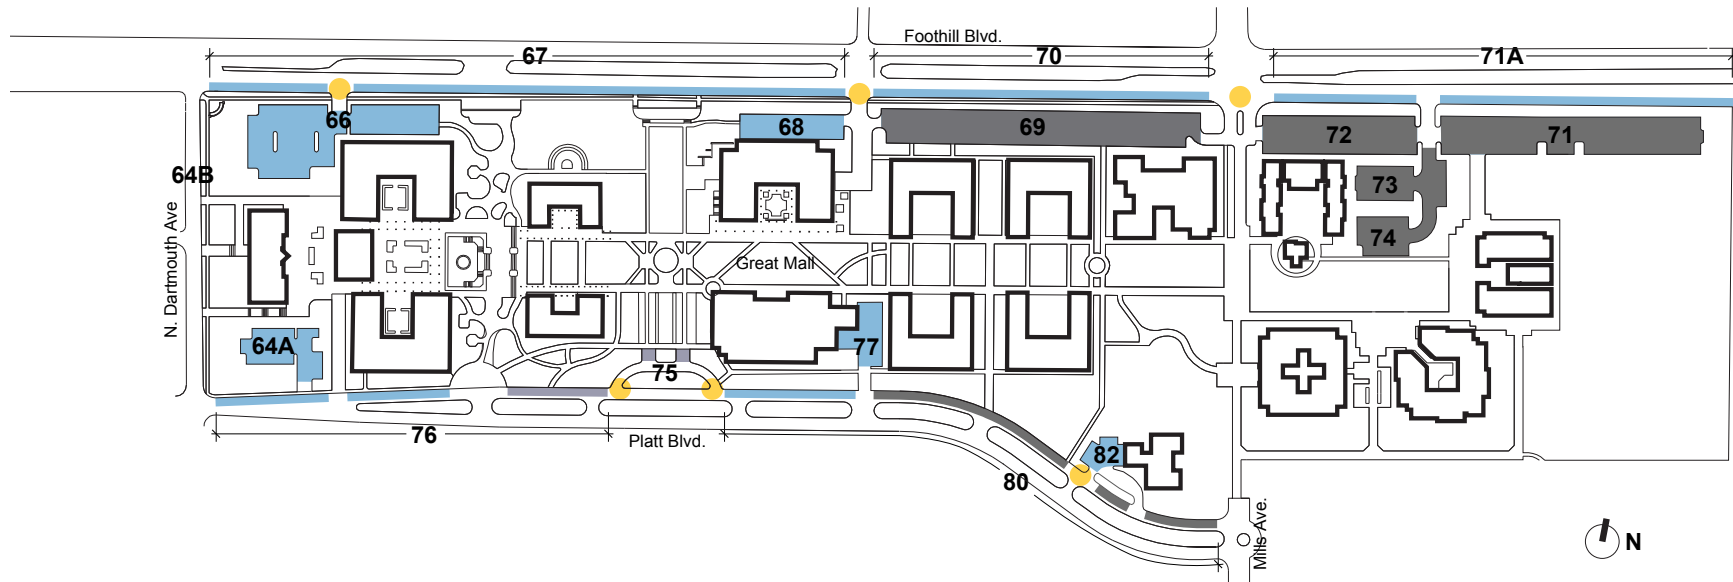 Foothill Blvd.
67
70
71A
66
68
69
72
71
64B
73
74
N. Dartmouth Ave
Great Mall
64A
77
75
76
Platt Blvd.
82
80
Mills Ave.
N